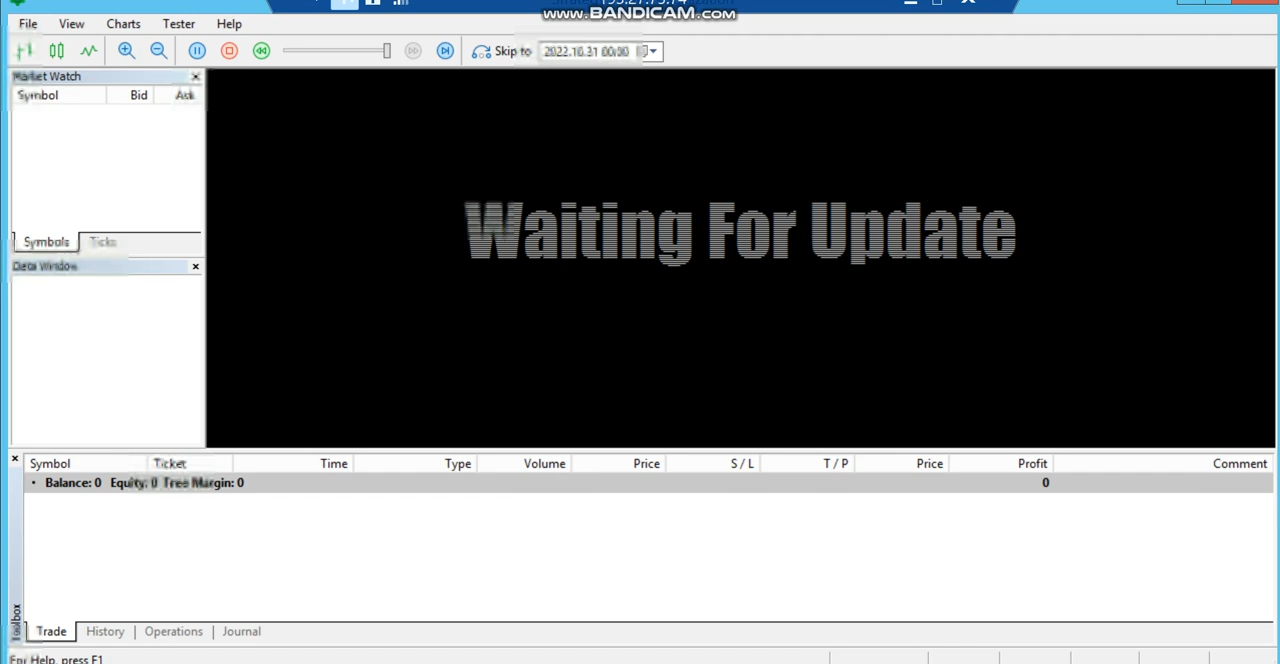 www.BANDICAM.com
File View Charts Tester Help
Skip to 2022.10.31 00:00
Market Watch
Symbol Bid Ask
Symbols Ticks
Data Window
Waiting For Update
Symbol Ticket Time Type Volume Price S / L T / P Price Profit Comment
Balance: 0 Equity: 0 Free Margin: 0 0
Toolbox
Trade History Operations Journal
For Help, press F1